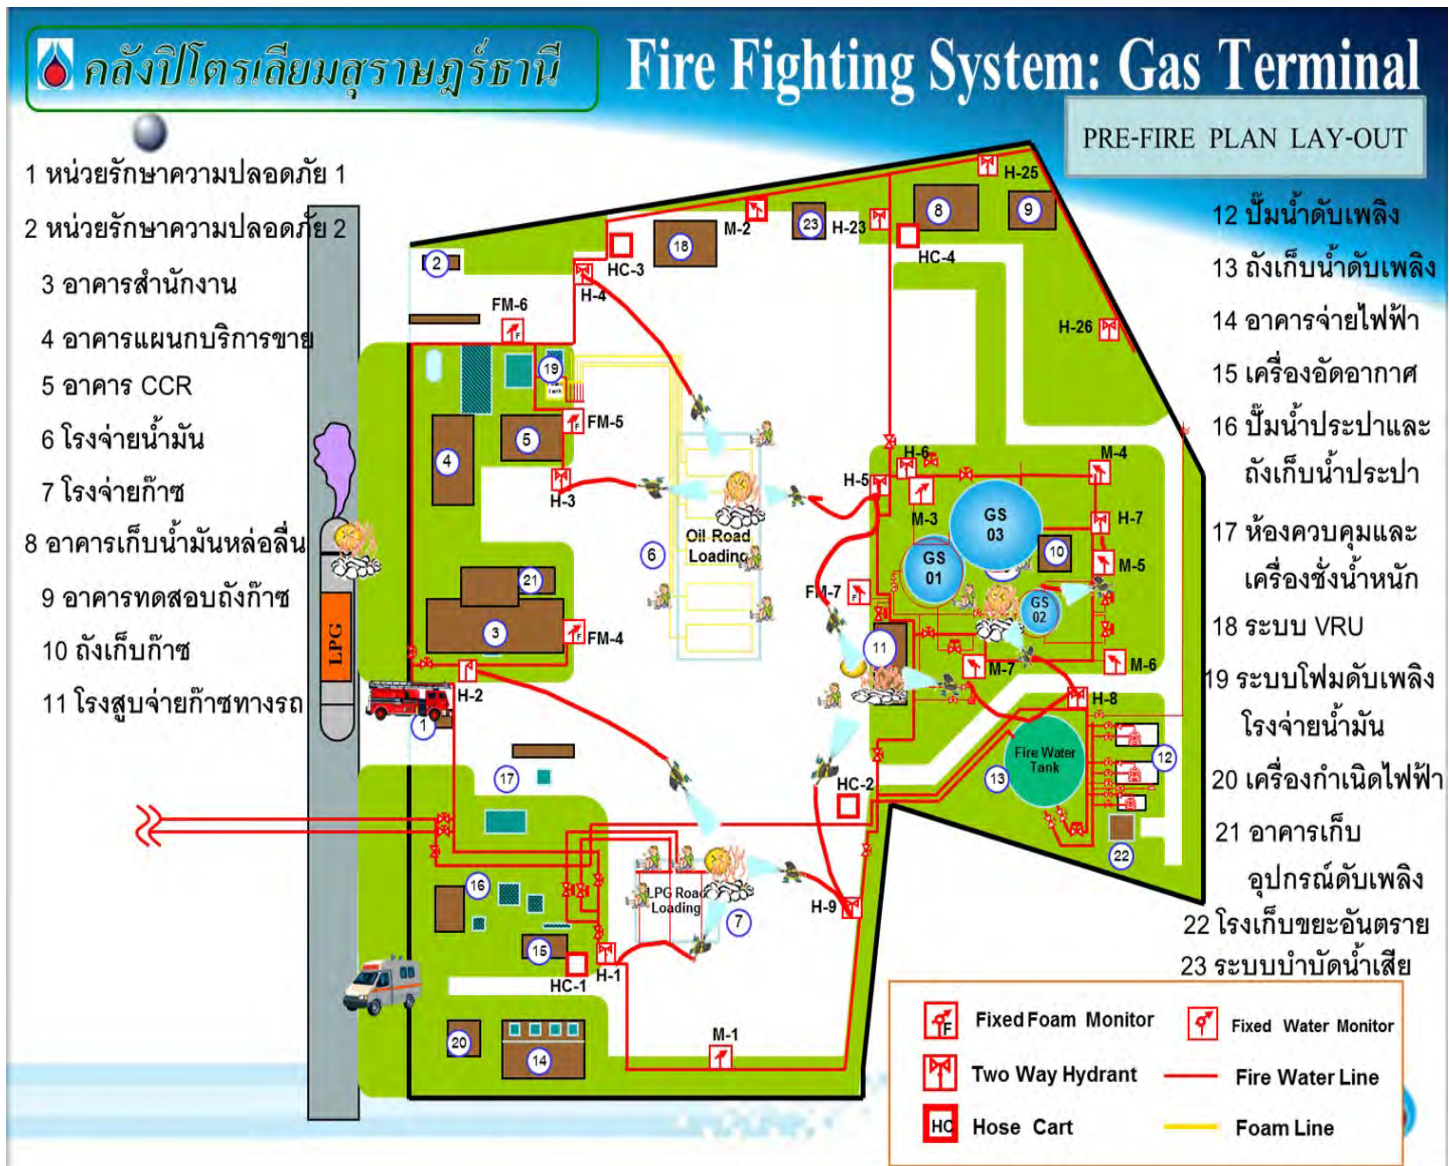 คลังปิโตรเลียมสุราษฎร์ธานี
Fire Fighting System: Gas Terminal
PRE-FIRE PLAN LAY-OUT
1 หน่วยรักษาความปลอดภัย 1
2 หน่วยรักษาความปลอดภัย 2
3 อาคารสำนักงาน
4 อาคารแผนกบริการขาย
5 อาคาร CCR
6 โรงจ่ายน้ำมัน
7 โรงจ่ายก๊าซ
8 อาคารเก็บน้ำมันหล่อลื่น
9 อาคารทดสอบถังก๊าซ
10 ถังเก็บก๊าซ
11 โรงสูบจ่ายก๊าซทางรถ
12 ปั๊มน้ำดับเพลิง
13 ถังเก็บน้ำดับเพลิง
14 อาคารจ่ายไฟฟ้า
15 เครื่องอัดอากาศ
16 ปั๊มน้ำประปาและ
ถังเก็บน้ำประปา
17 ห้องควบคุมและ
เครื่องชั่งน้ำหนัก
18 ระบบ VRU
19 ระบบโฟมดับเพลิง
โรงจ่ายน้ำมัน
20 เครื่องกำเนิดไฟฟ้า
21 อาคารเก็บ
อุปกรณ์ดับเพลิง
22 โรงเก็บขยะอันตราย
23 ระบบบำบัดน้ำเสีย
H-25
8
9
M-2
23
H-23
HC-3
18
HC-4
2
H-4
FM-6
H-26
19
FM-5
5
4
H-3
H-6
H-5
M-4
M-3
GS
03
H-7
6
Oil Road
Loading
GS
01
10
M-5
21
FM-7
GS
02
3
FM-4
11
M-7
M-6
LPG
H-2
H-8
1
Fire Water
Tank
13
12
17
HC-2
22
16
LPG Road
Loading
7
H-9
15
HC-1
H-1
M-1
20
14
F
Fixed Foam Monitor
Fixed Water Monitor
Two Way Hydrant
Fire Water Line
HC
Hose Cart
Foam Line